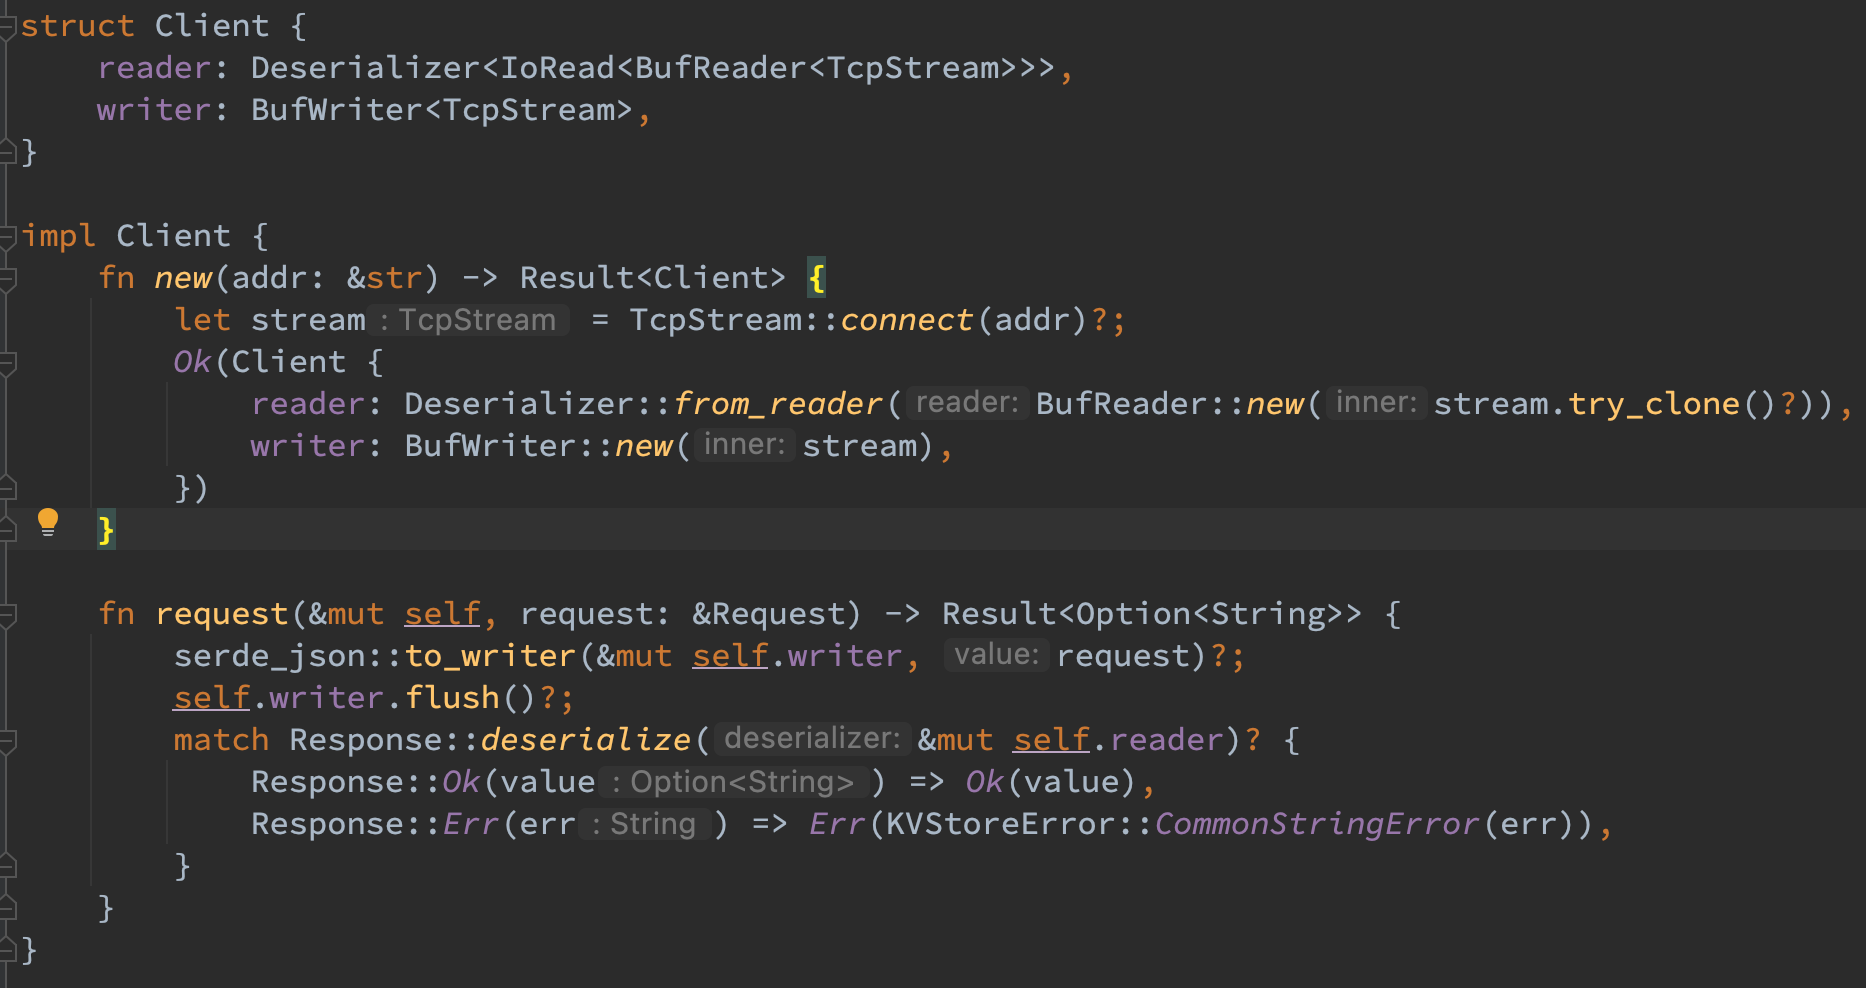 struct Client {
    reader: Deserializer<IoRead<BufReader<TcpStream>>>,
    writer: BufWriter<TcpStream>,
}

impl Client {
    fn new(addr: &str) -> Result<Client> {
        let stream : TcpStream = TcpStream::connect(addr)?;
        Ok(Client {
            reader: Deserializer::from_reader( reader: BufReader::new( inner: stream.try_clone()?)),
            writer: BufWriter::new( inner: stream),
        })
    }

    fn request(&mut self, request: &Request) -> Result<Option<String>> {
        serde_json::to_writer(&mut self.writer, value: request)?;
        self.writer.flush()?;
        match Response::deserialize( deserializer: &mut self.reader)? {
            Response::Ok(value : Option<String> ) => Ok(value),
            Response::Err(err : String ) => Err(KVStoreError::CommonStringError(err)),
        }
    }
}